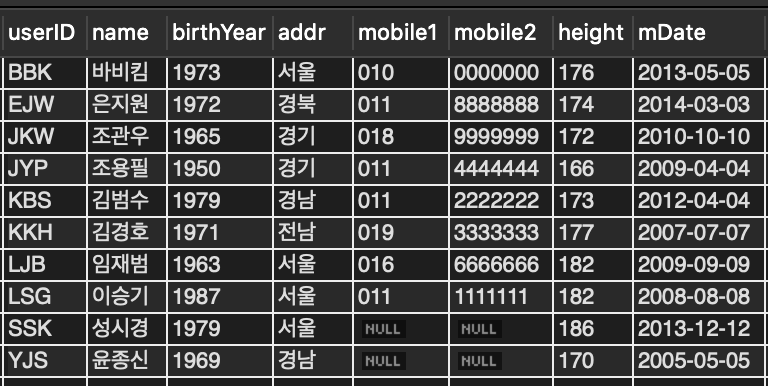 userID name birthYear addr mobile1 mobile2 height mDate
BBK 바비킴 1973 서울 010 0000000 176 2013-05-05
EJW 은지원 1972 경북 011 8888888 174 2014-03-03
JKW 조관우 1965 경기 018 9999999 172 2010-10-10
JYP 조용필 1950 경기 011 4444444 166 2009-04-04
KBS 김범수 1979 경남 011 2222222 173 2012-04-04
KKH 김경호 1971 전남 019 3333333 177 2007-07-07
LJB 임재범 1963 서울 016 6666666 182 2009-09-09
LSG 이승기 1987 서울 011 1111111 182 2008-08-08
SSK 성시경 1979 서울 NULL NULL 186 2013-12-12
YJS 윤종신 1969 경남 NULL NULL 170 2005-05-05